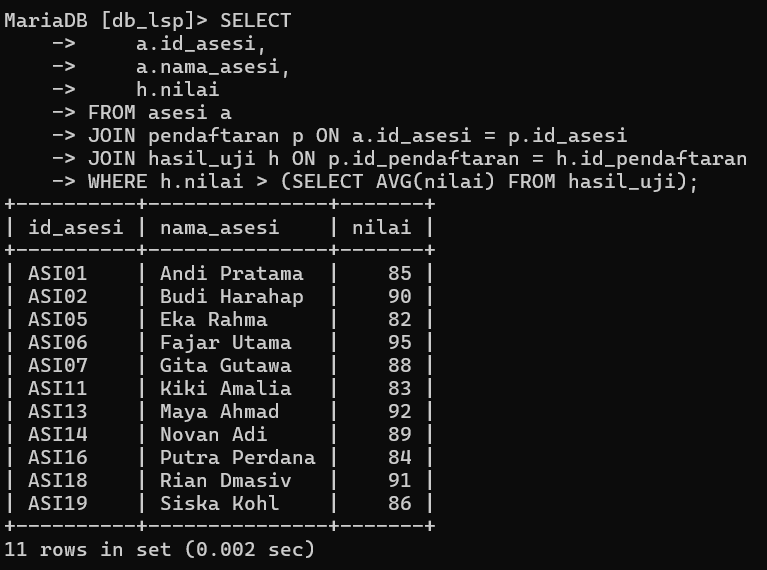 MariaDB [db_lsp]> SELECT
    ->     a.id_asesi,
    ->     a.nama_asesi,
    ->     h.nilai
    -> FROM asesi a
    -> JOIN pendaftaran p ON a.id_asesi = p.id_asesi
    -> JOIN hasil_uji h ON p.id_pendaftaran = h.id_pendaftaran
    -> WHERE h.nilai > (SELECT AVG(nilai) FROM hasil_uji);
+----------+---------------+-------+
| id_asesi | nama_asesi    | nilai |
+----------+---------------+-------+
| ASI01    | Andi Pratama  |    85 |
| ASI02    | Budi Harahap  |    90 |
| ASI05    | Eka Rahma     |    82 |
| ASI06    | Fajar Utama   |    95 |
| ASI07    | Gita Gutawa   |    88 |
| ASI11    | Kiki Amalia   |    83 |
| ASI13    | Maya Ahmad    |    92 |
| ASI14    | Novan Adi     |    89 |
| ASI16    | Putra Perdana |    84 |
| ASI18    | Rian Dmasiv   |    91 |
| ASI19    | Siska Kohl    |    86 |
+----------+---------------+-------+
11 rows in set (0.002 sec)